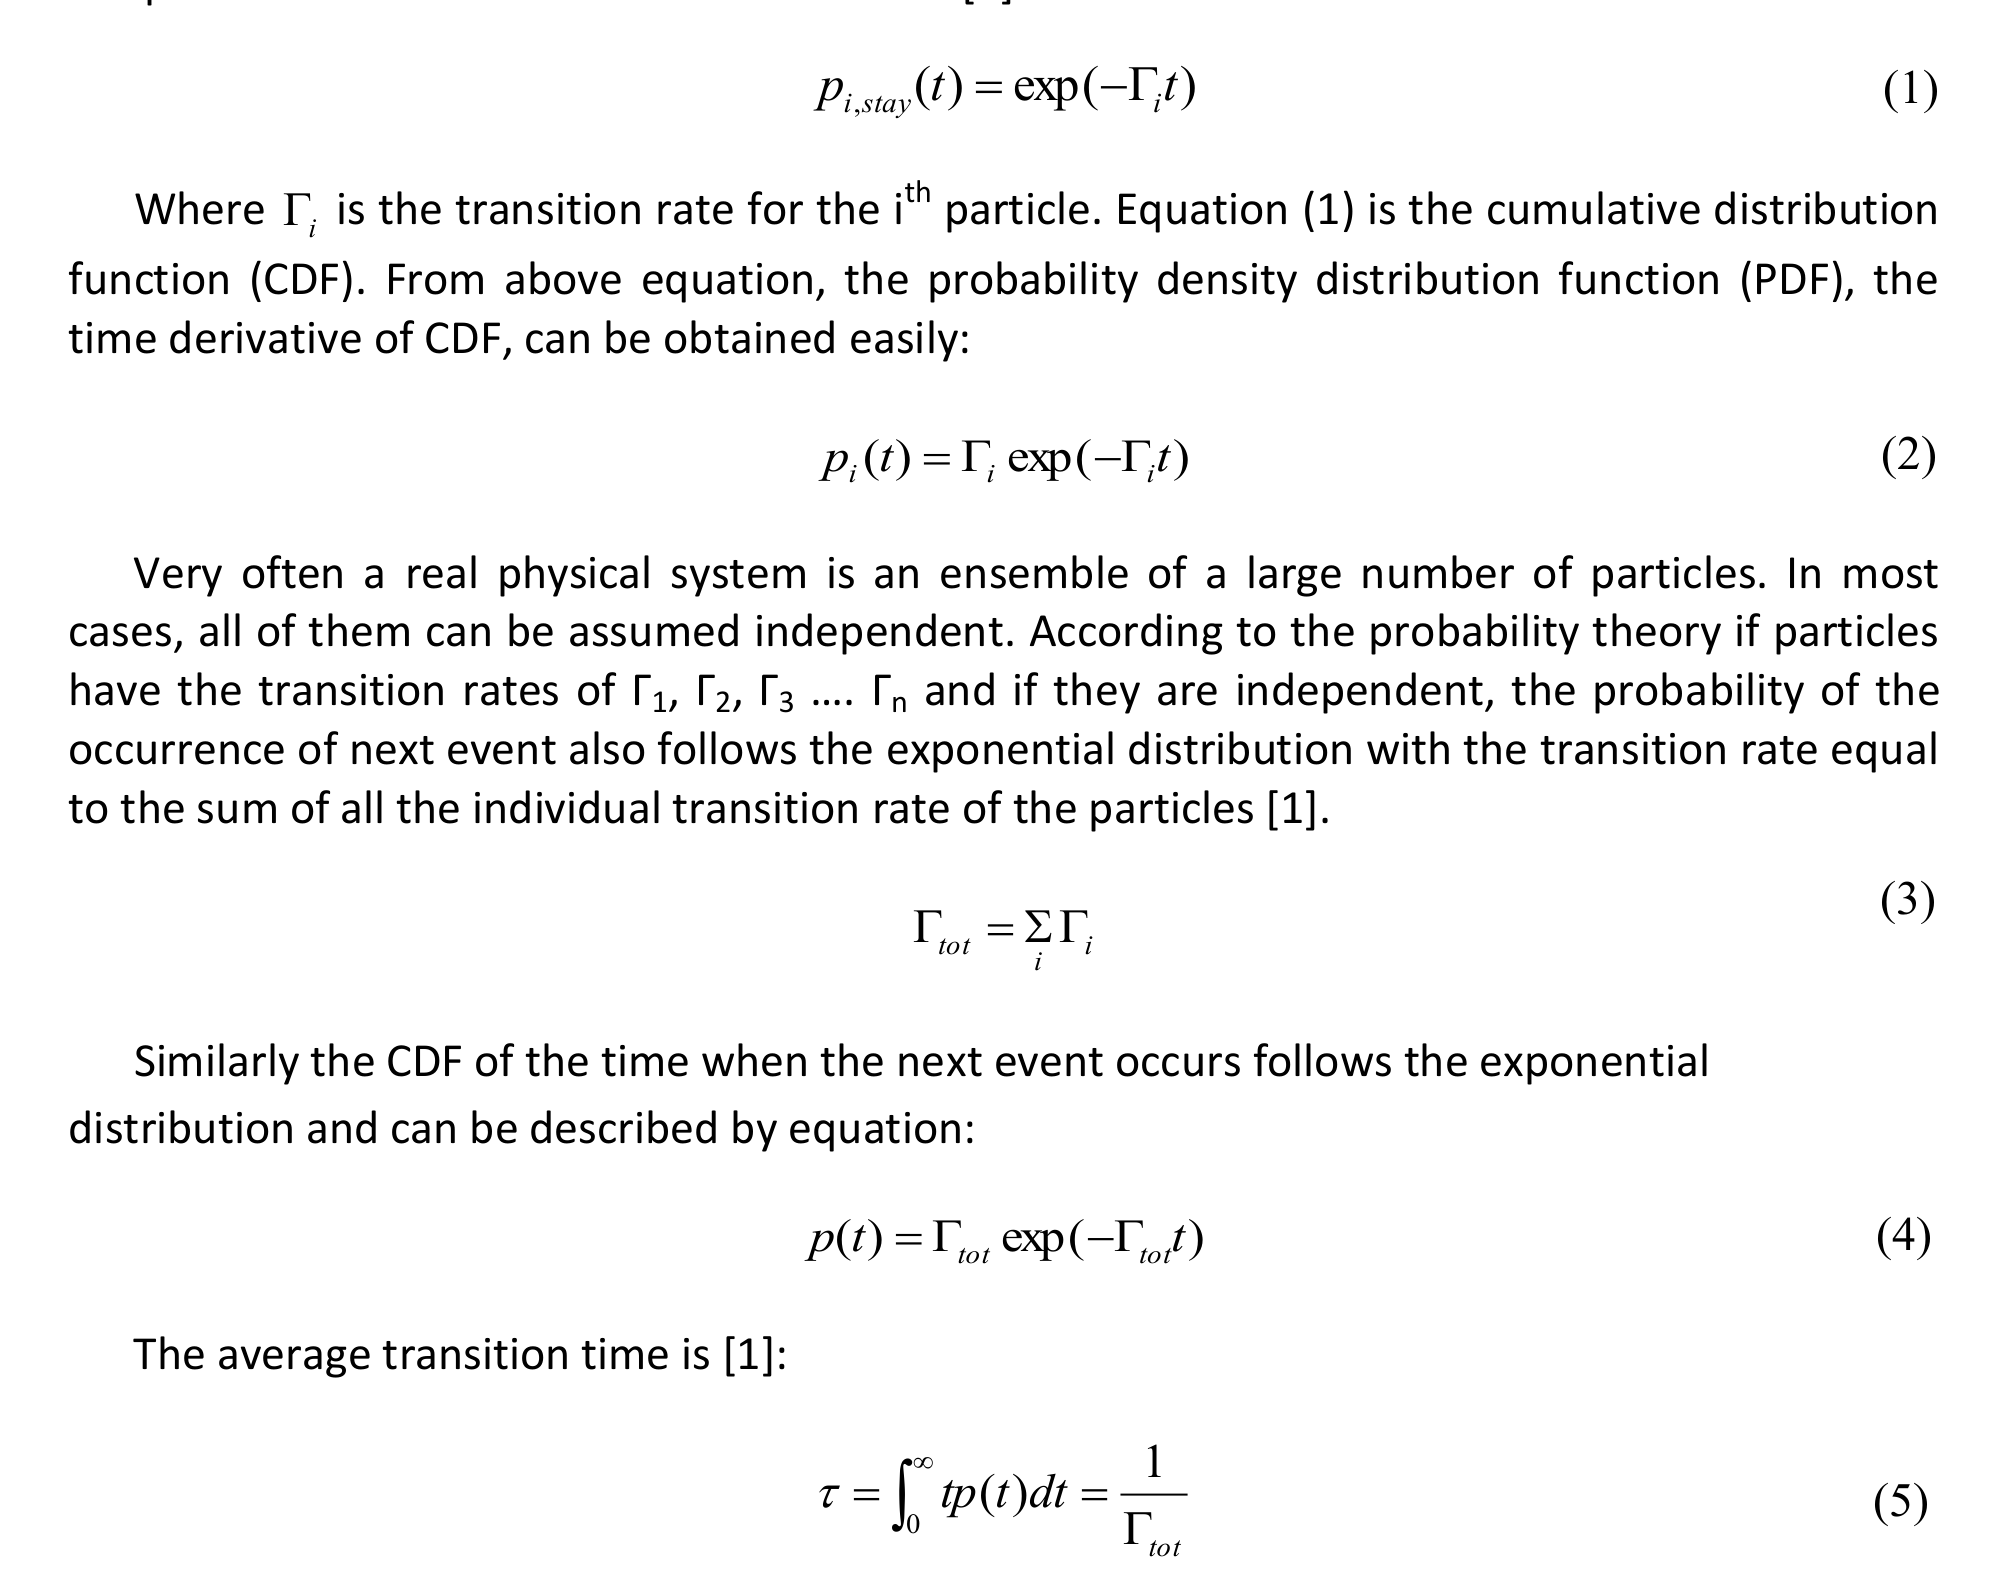 p_{i,stay}(t) = exp(−Γ_i t) (1)
Where Γ_i is the transition rate for the i^th particle. Equation (1) is the cumulative distribution
function (CDF). From above equation, the probability density distribution function (PDF), the
time derivative of CDF, can be obtained easily:
p_i(t) = Γ_i exp(−Γ_i t) (2)
Very often a real physical system is an ensemble of a large number of particles. In most
cases, all of them can be assumed independent. According to the probability theory if particles
have the transition rates of Γ₁, Γ₂, Γ₃ .... Γₙ and if they are independent, the probability of the
occurrence of next event also follows the exponential distribution with the transition rate equal
to the sum of all the individual transition rate of the particles [1].
Γ_tot = Σ_i Γ_i (3)
Similarly the CDF of the time when the next event occurs follows the exponential
distribution and can be described by equation:
p(t) = Γ_tot exp(−Γ_tot t) (4)
The average transition time is [1]:
τ = ∫_0^∞ tp(t)dt = 1/Γ_tot (5)